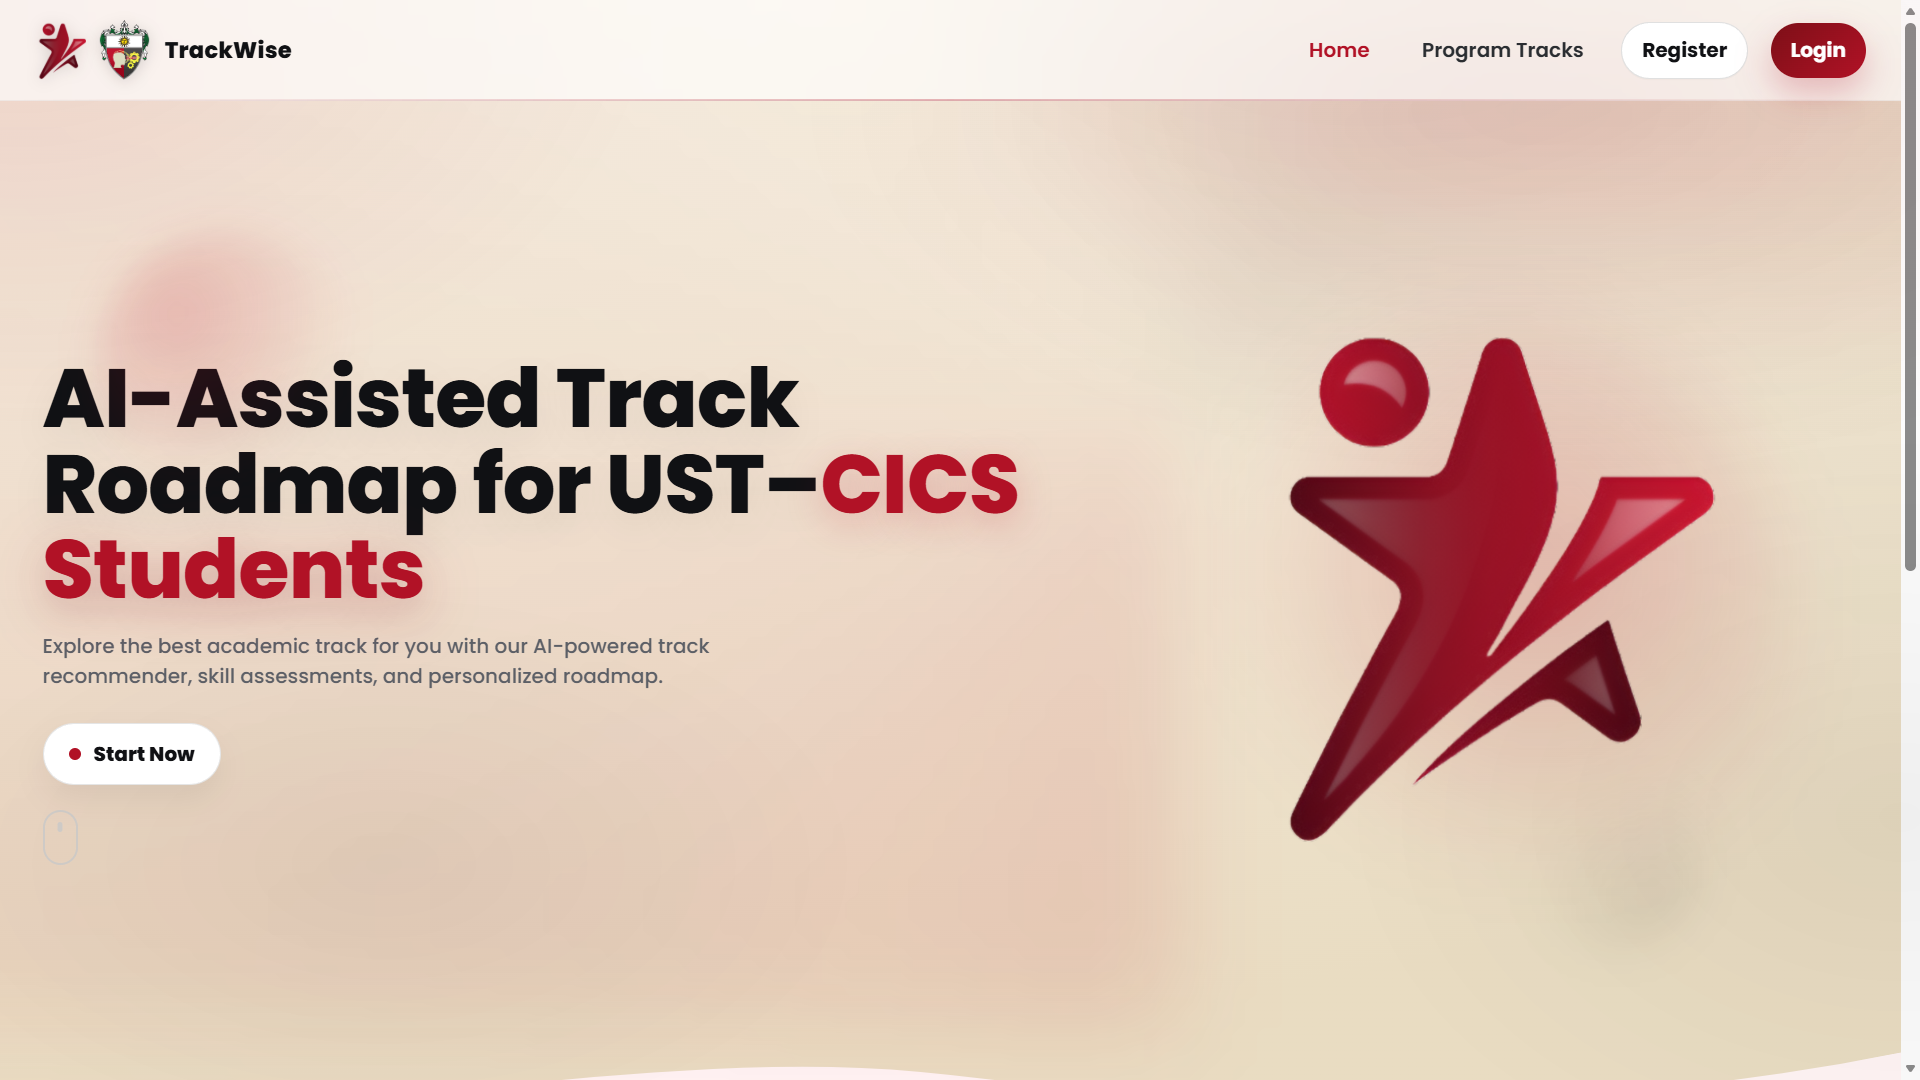 TrackWise
Home
Program Tracks
Register
Login
AI-Assisted Track
Roadmap for UST–CICS
Students
Explore the best academic track for you with our AI-powered track
recommender, skill assessments, and personalized roadmap.
Start Now